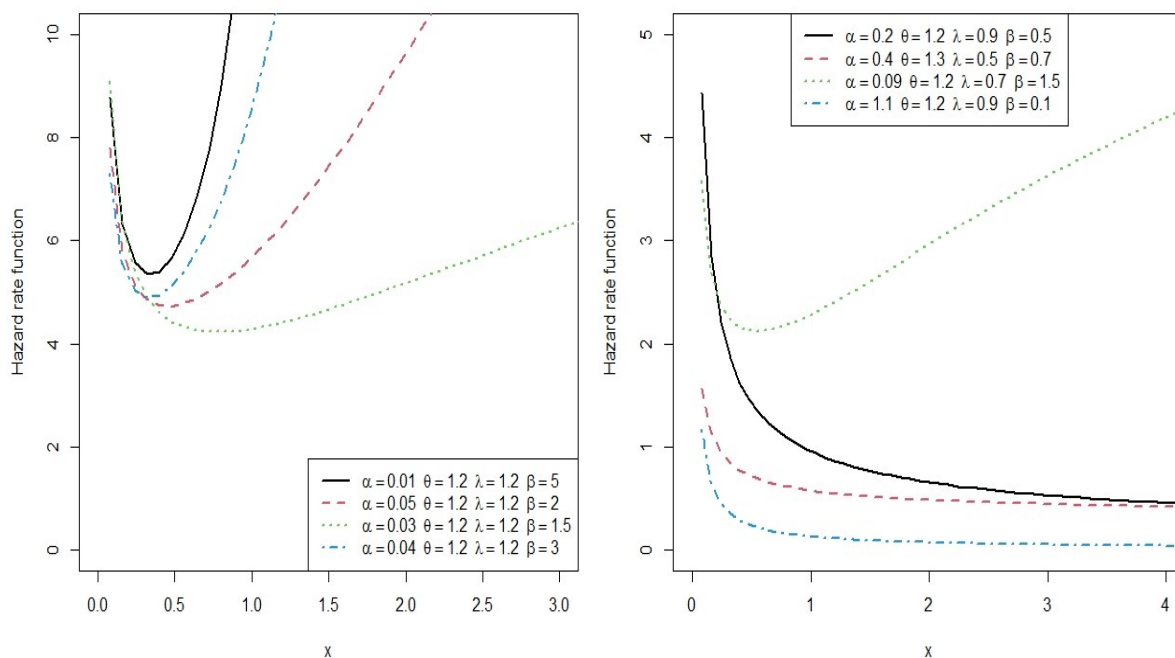 10
8
6
4
2
0
Hazard rate function
α=0.01 θ=1.2 λ=1.2 β=5
α=0.05 θ=1.2 λ=1.2 β=2
α=0.03 θ=1.2 λ=1.2 β=1.5
α=0.04 θ=1.2 λ=1.2 β=3
0.0 0.5 1.0 1.5 2.0 2.5 3.0
x
5
4
3
2
1
0
Hazard rate function
α=0.2 θ=1.2 λ=0.9 β=0.5
α=0.4 θ=1.3 λ=0.5 β=0.7
α=0.09 θ=1.2 λ=0.7 β=1.5
α=1.1 θ=1.2 λ=0.9 β=0.1
0 1 2 3 4
x